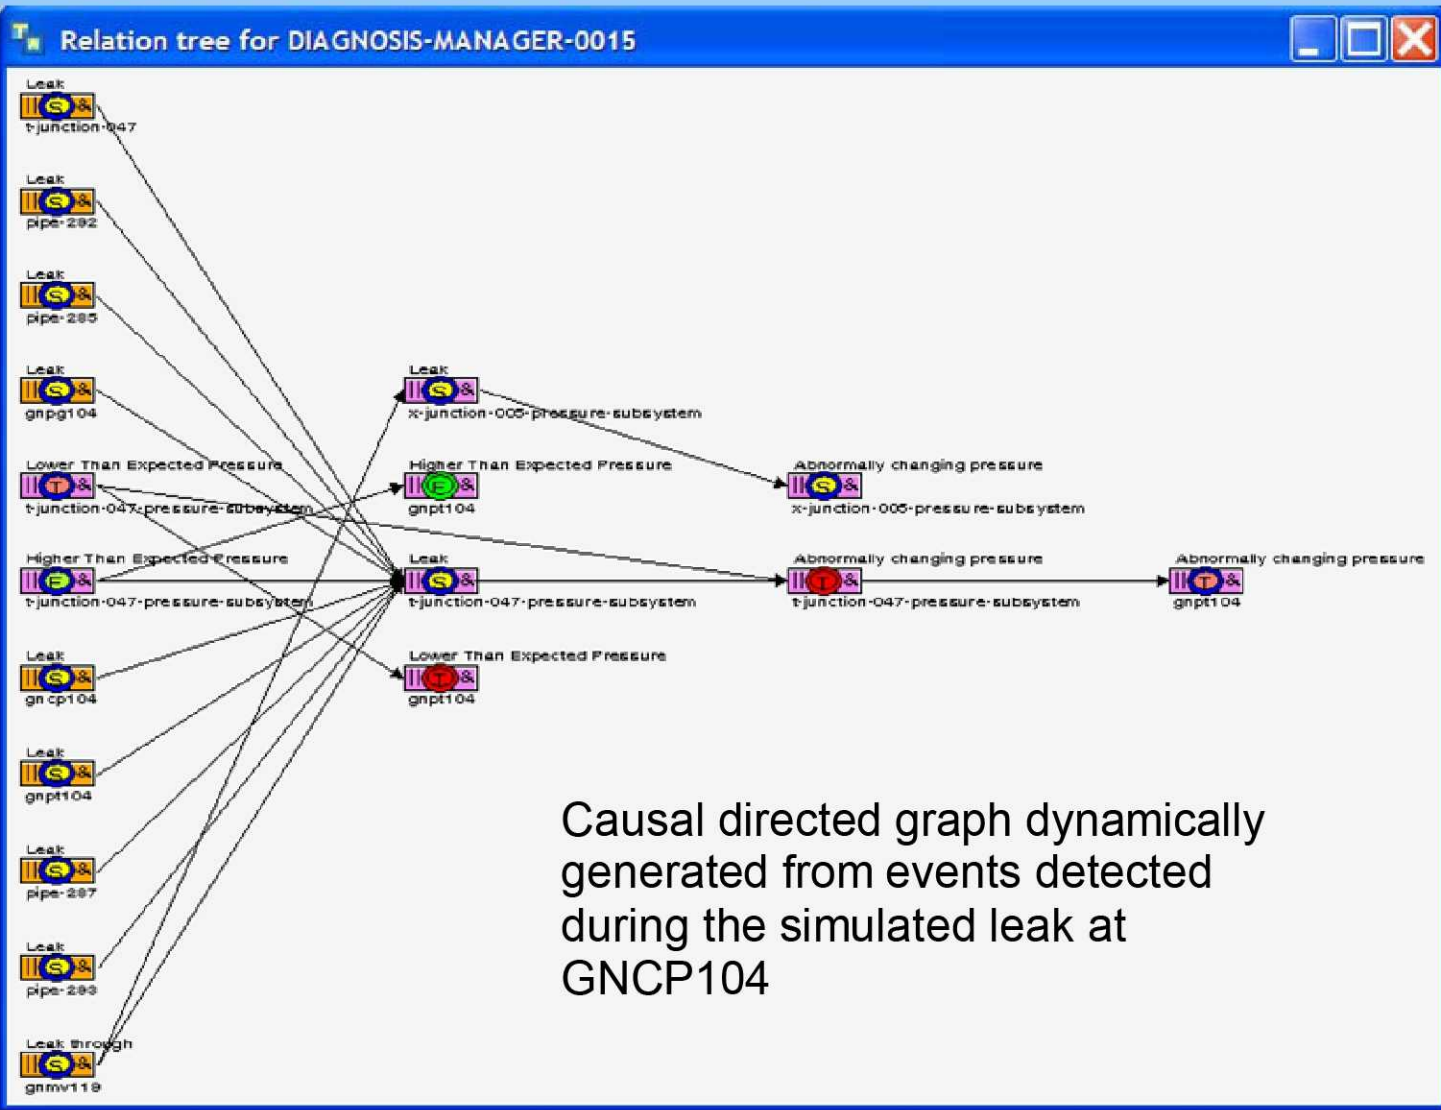 Relation tree for DIAGNOSIS-MANAGER-0015
Leak
S &
t-junction-047
Leak
S &
pipe-292
Leak
S &
pipe-285
Leak
S &
gnpg104
Lower Than Expected Pressure
T &
t-junction-047-pressure-subsystem
Higher Than Expected Pressure
F &
t-junction-047-pressure-subsystem
Leak
S &
gncp104
Leak
S &
gnpt104
Leak
S &
pipe-287
Leak
S &
pipe-293
Leak through
S &
gnmv119
Leak
S &
x-junction-005-pressure-subsystem
Higher Than Expected Pressure
F &
gnpt104
Leak
S &
t-junction-047-pressure-subsystem
Lower Than Expected Pressure
T &
gnpt104
Abnormally changing pressure
S &
x-junction-005-pressure-subsystem
Abnormally changing pressure
T &
t-junction-047-pressure-subsystem
Abnormally changing pressure
T &
gnpt104
Causal directed graph dynamically
generated from events detected
during the simulated leak at
GNCP104